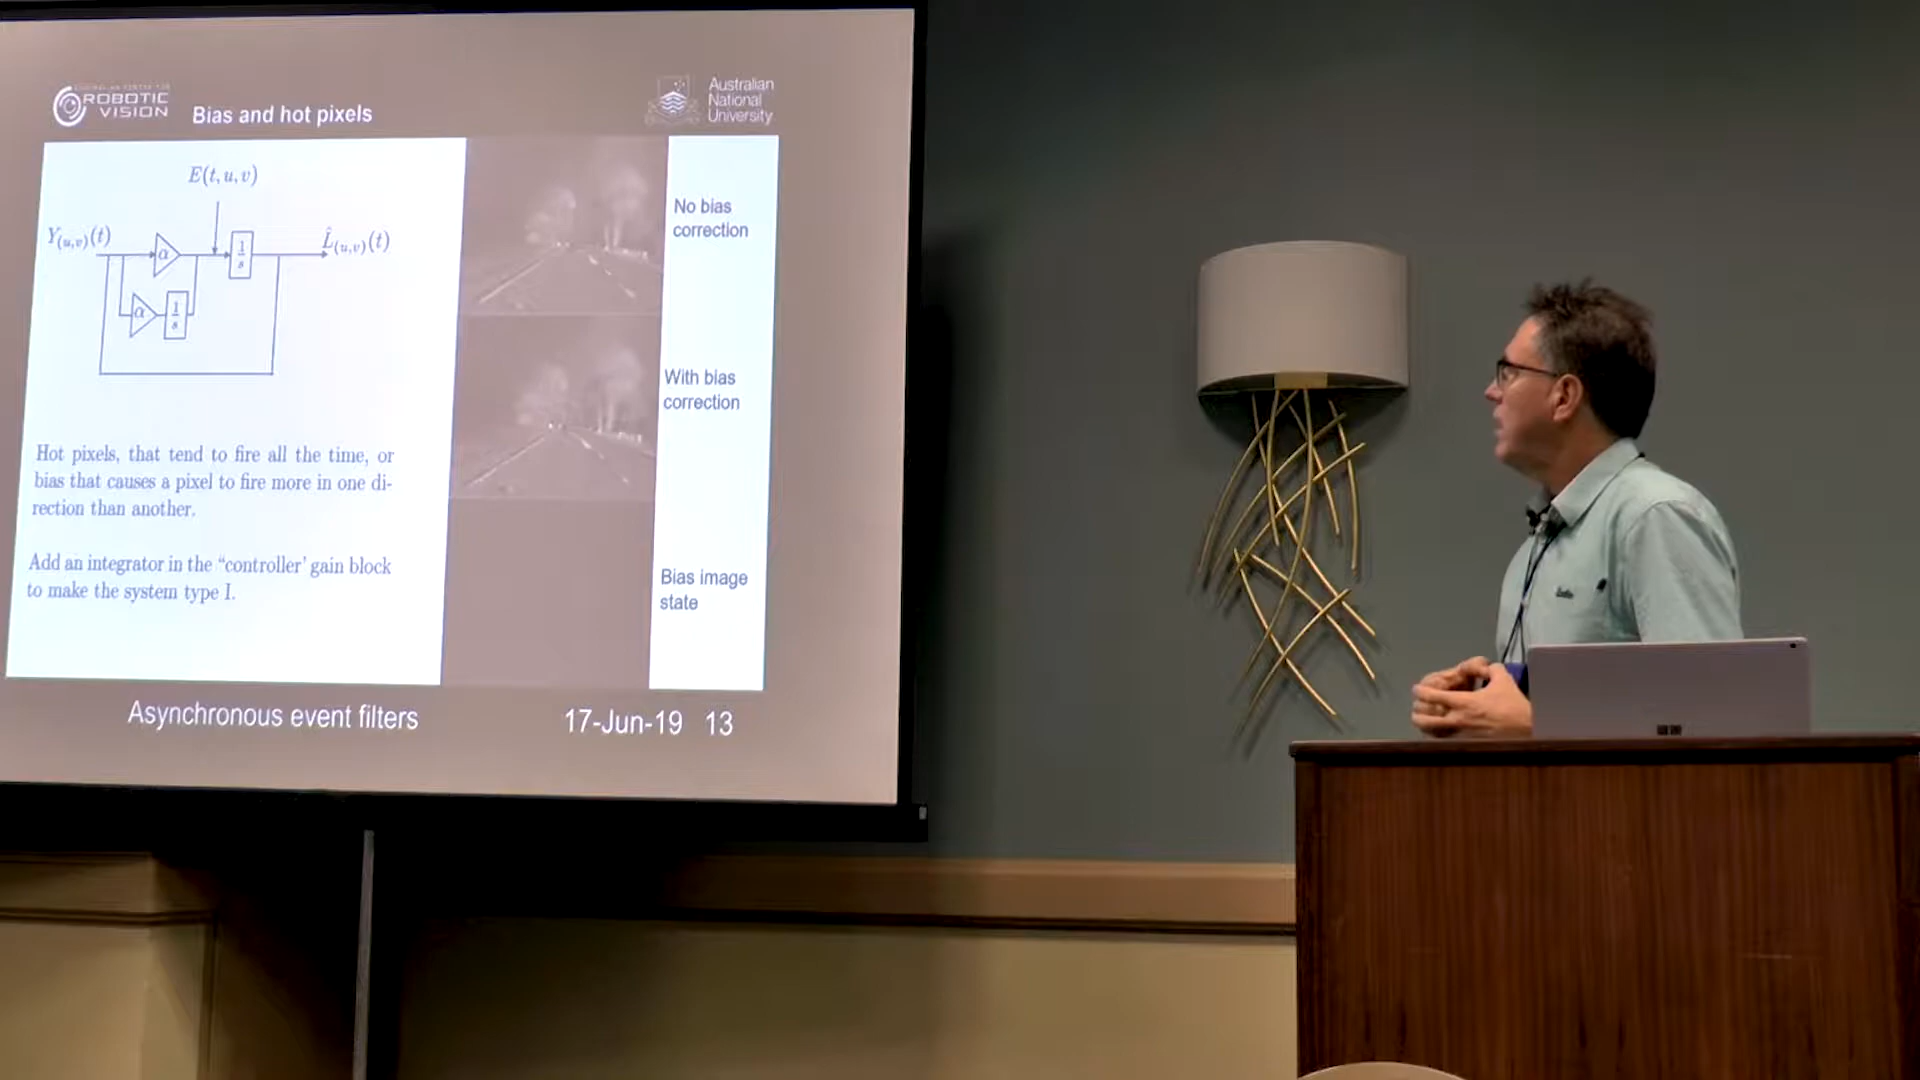 ROBOTIC
VISION
Bias and hot pixels
Australian
National
University
E(t, u, v)
Y(u,v)(t)
α
1
s
L̂(u,v)(t)
α
1
s
No bias
correction
With bias
correction
Bias image
state
Hot pixels, that tend to fire all the time, or
bias that causes a pixel to fire more in one di-
rection than another.
Add an integrator in the “controller’ gain block
to make the system type I.
Asynchronous event filters
17-Jun-19 13